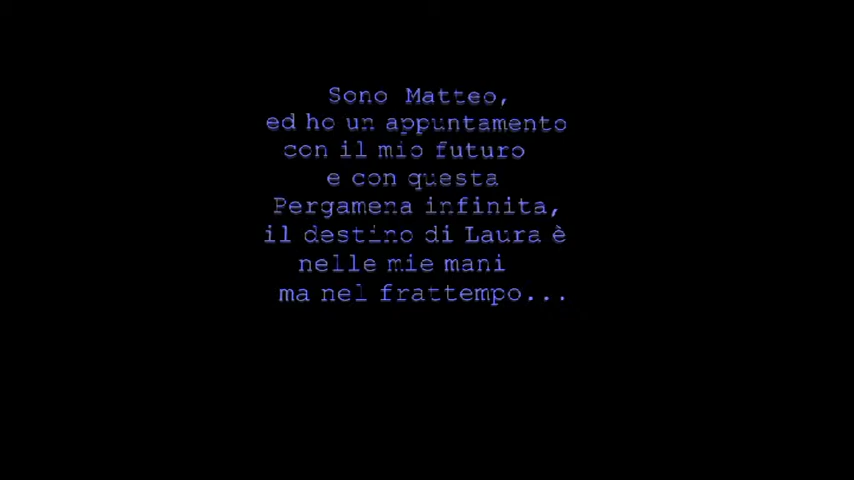 Sono Matteo,
ed ho un appuntamento
con il mio futuro
e con questa
Pergamena infinita,
il destino di Laura è
nelle mie mani
ma nel frattempo...